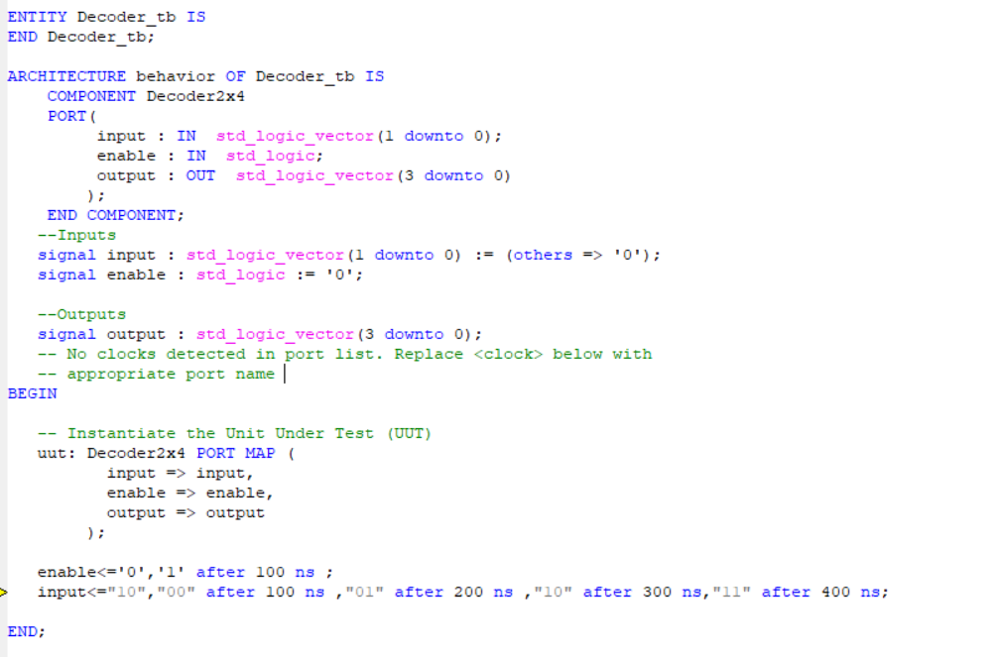 ENTITY Decoder_tb IS
END Decoder_tb;
ARCHITECTURE behavior OF Decoder_tb IS
COMPONENT Decoder2x4
PORT(
input : IN  std_logic_vector(1 downto 0);
enable : IN  std_logic;
output : OUT  std_logic_vector(3 downto 0)
);
END COMPONENT;
--Inputs
signal input : std_logic_vector(1 downto 0) := (others => '0');
signal enable : std_logic := '0';
--Outputs
signal output : std_logic_vector(3 downto 0);
-- No clocks detected in port list. Replace <clock> below with
-- appropriate port name
BEGIN
-- Instantiate the Unit Under Test (UUT)
uut: Decoder2x4 PORT MAP (
input => input,
enable => enable,
output => output
);
enable<='0','1' after 100 ns ;
input<="10","00" after 100 ns ,"01" after 200 ns ,"10" after 300 ns,"11" after 400 ns;
END;